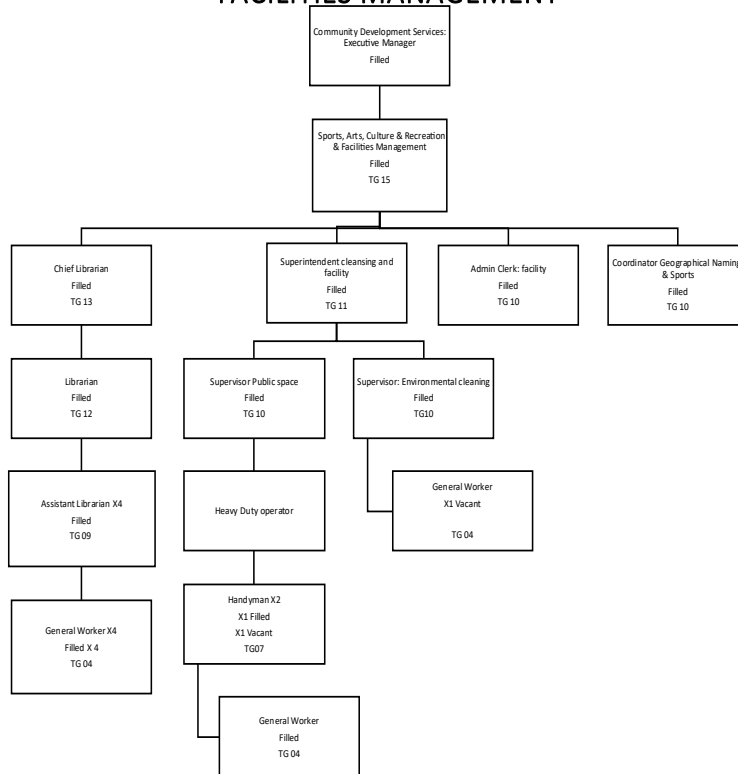 FACILITIES MANAGEMENT
Community Development Services:
Executive Manager
Filled
Sports, Arts, Culture & Recreation
& Facilities Management
Filled
TG 15
Chief Librarian
Filled
TG 13
Superintendent cleansing and
facility
Filled
TG 11
Admin Clerk: facility
Filled
TG 10
Coordinator Geographical Naming
& Sports
Filled
TG 10
Librarian
Filled
TG 12
Supervisor Public space
Filled
TG 10
Supervisor: Environmental cleaning
Filled
TG10
Assistant Librarian X4
Filled
TG 09
Heavy Duty operator
General Worker
X1 Vacant
TG 04
General Worker X4
Filled X 4
TG 04
Handyman X2
X1 Filled
X1 Vacant
TG07
General Worker
Filled
TG 04